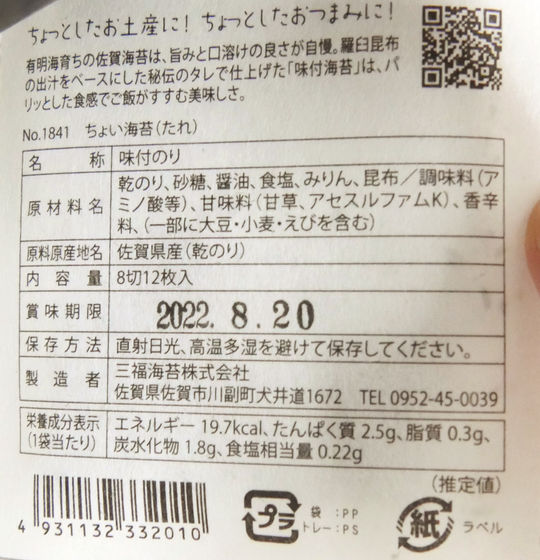 ちょっとしたお土産に！ちょっとしたおつまみに！
有明海育ちの佐賀海苔は、旨みと口溶けの良さが自慢。羅臼昆布
の出汁をベースにした秘伝のタレで仕上げた「味付海苔」は、パ
リッとした食感でご飯がすすむ美味しさ。
No.1841 ちょい海苔（たれ）
名称 味付のり
原材料名 乾のり、砂糖、醤油、食塩、みりん、昆布／調味料（ア
ミノ酸等）、甘味料（甘草、アセスルファムK）、香辛
料、（一部に大豆・小麦・えびを含む）
原料原産地名 佐賀県産（乾のり）
内容量 8切12枚入
賞味期限 2022. 8. 20
保存方法 直射日光、高温多湿を避けて保存してください。
製造者 三福海苔株式会社
佐賀県佐賀市川副町犬井道1672 TEL 0952-45-0039
栄養成分表示 エネルギー 19.7kcal、たんぱく質 2.5g、脂質 0.3g、
（1袋当たり） 炭水化物 1.8g、食塩相当量 0.22g
（推定値）
4 931132 332010
プラ 袋：PP
トレー：PS
紙 ラベル